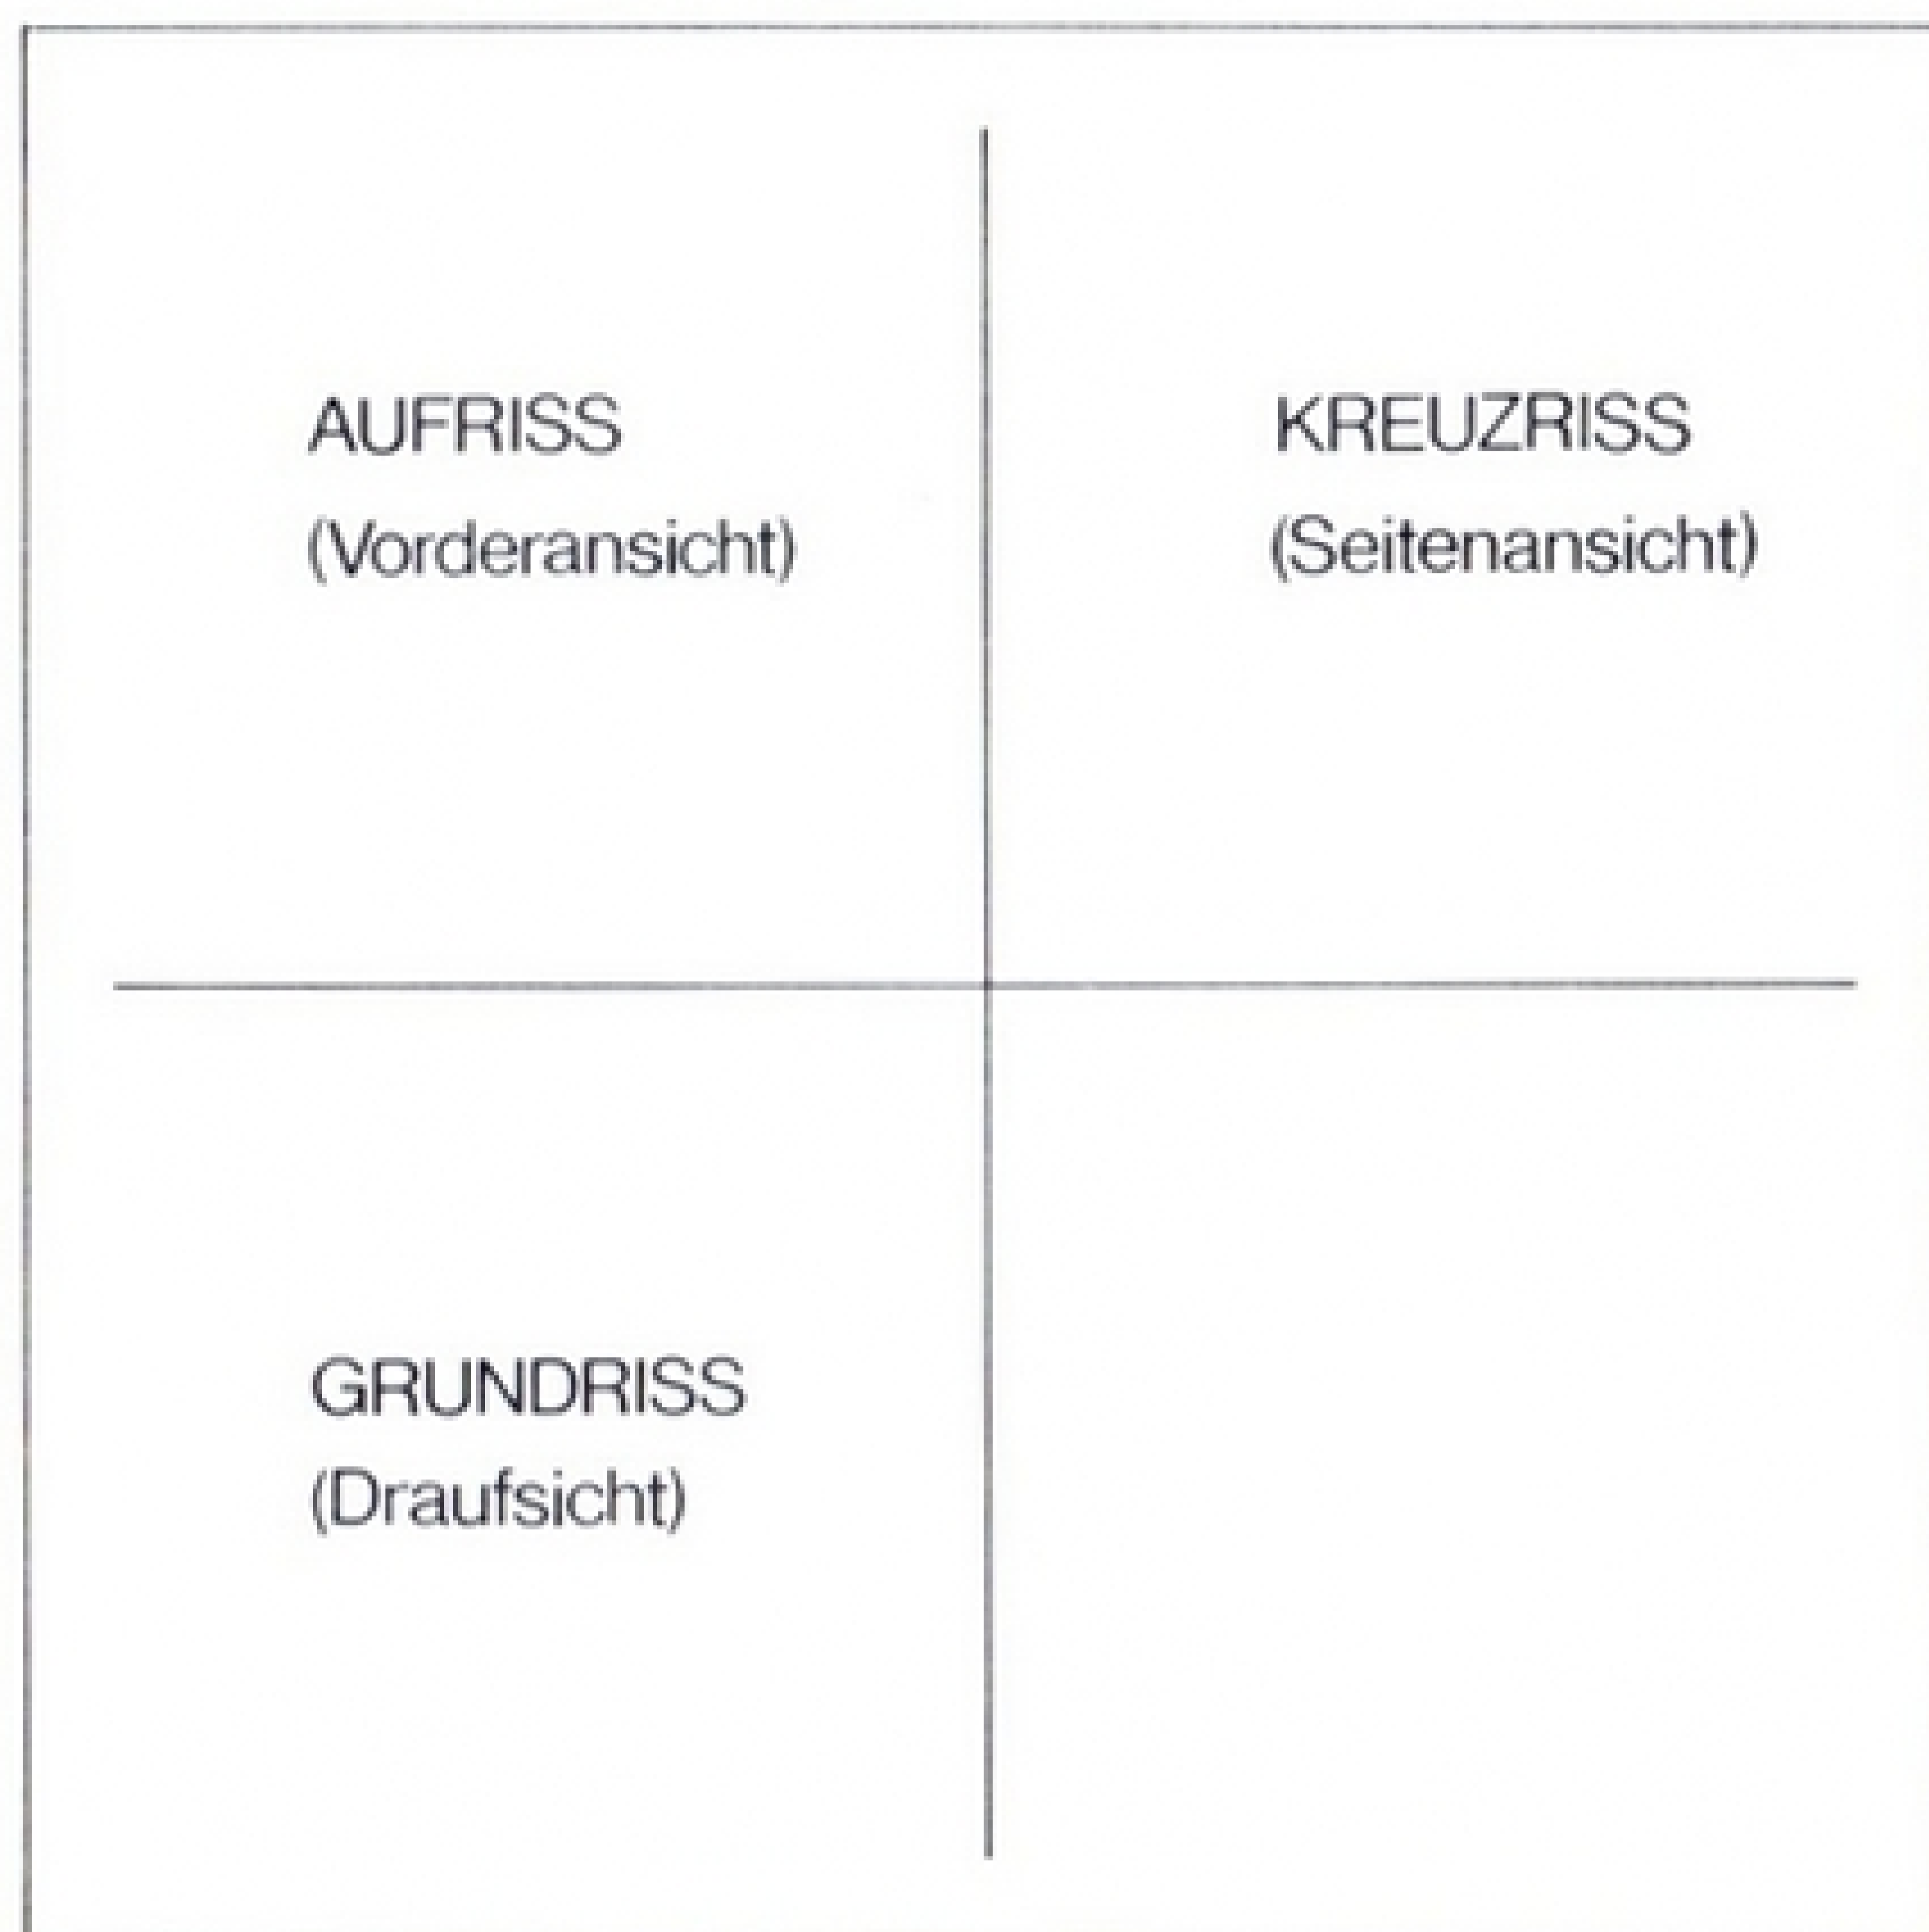 AUFRISS
(Vorderansicht)
KREUZRISS
(Seitenansicht)
GRUNDRISS
(Draufsicht)